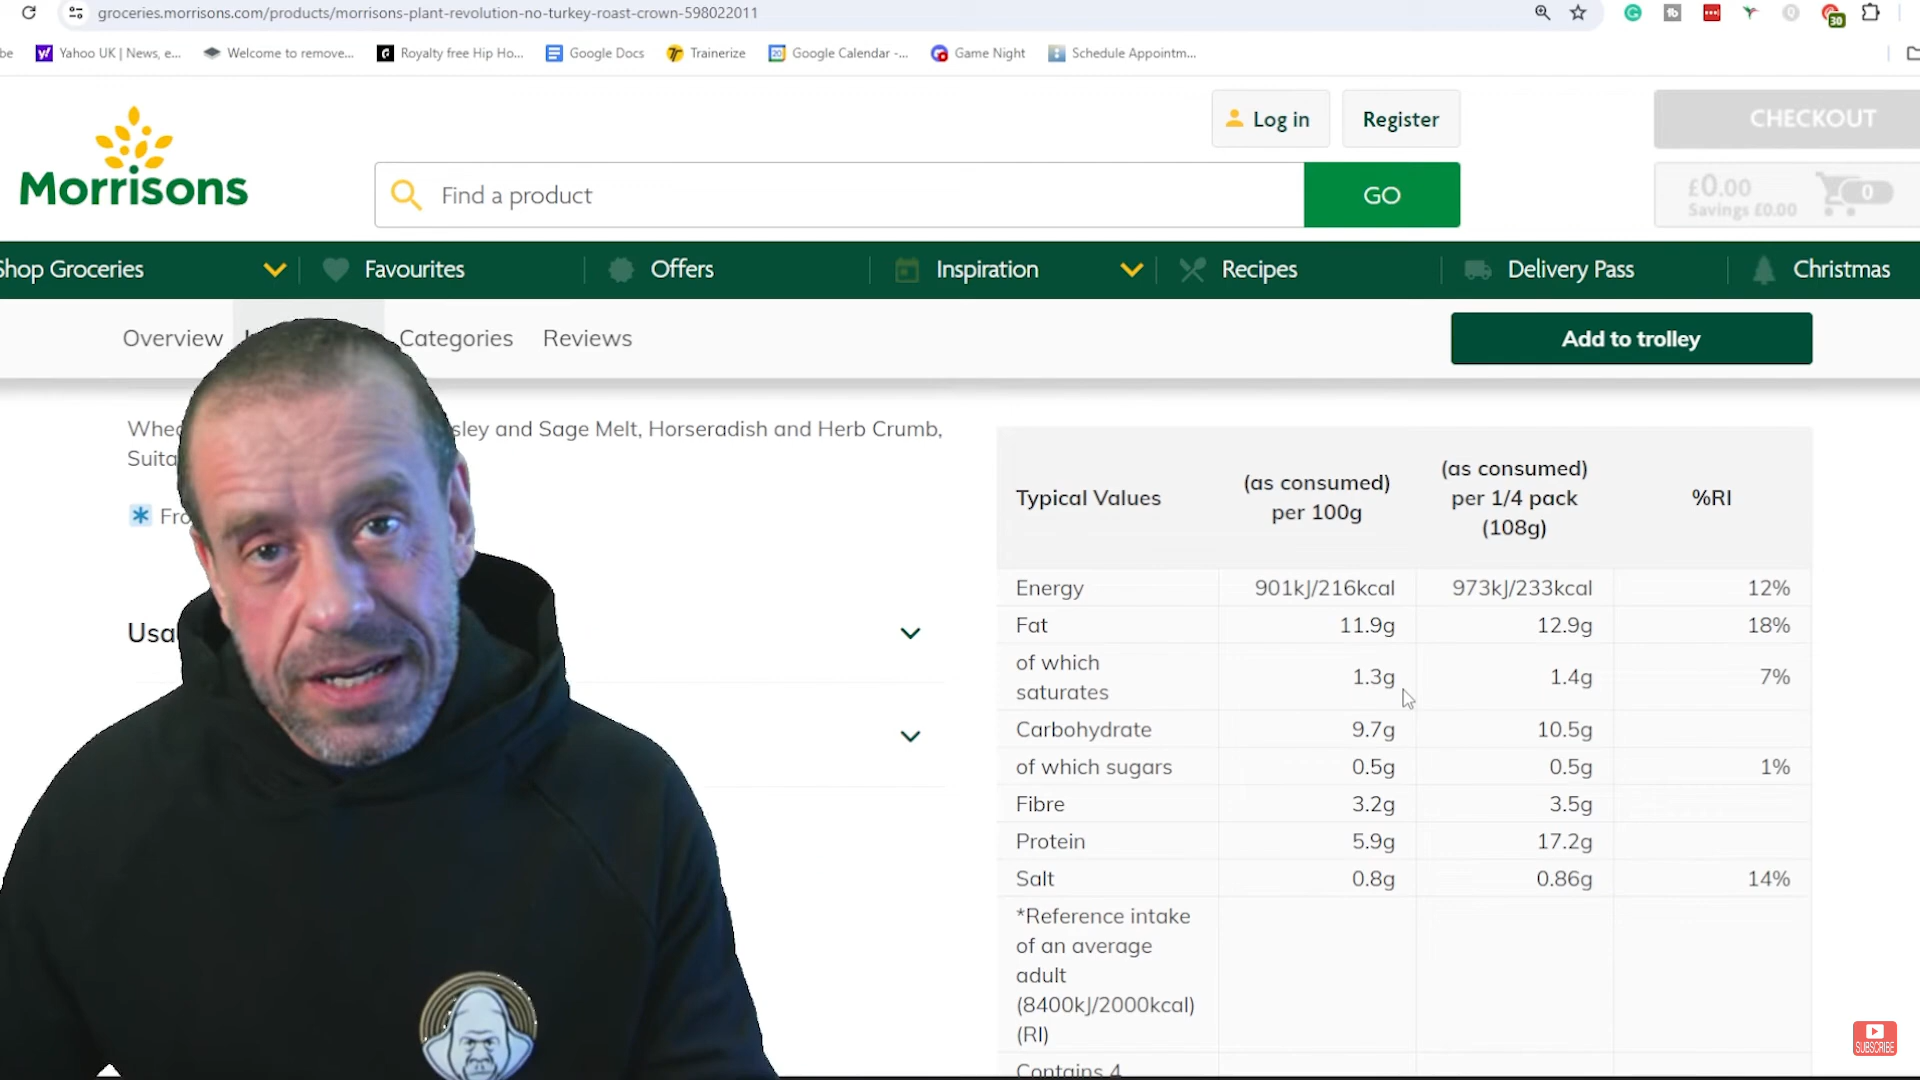 groceries.morrisons.com/products/morrisons-plant-revolution-no-turkey-roast-crown-598022011
30
be Yahoo UK | News, e... Welcome to remove... Royalty free Hip Ho... Google Docs Trainerize Google Calendar -... Game Night Schedule Appointm...
Log in Register CHECKOUT
Morrisons
Find a product GO
£0.00 0
Savings £0.00
Shop Groceries Favourites Offers Inspiration Recipes Delivery Pass Christmas
Overview Categories Reviews Add to trolley
sley and Sage Melt, Horseradish and Herb Crumb,
Suita
Fro
Usa
Typical Values (as consumed) per 100g (as consumed) per 1/4 pack (108g) %RI
Energy 901kJ/216kcal 973kJ/233kcal 12%
Fat 11.9g 12.9g 18%
of which saturates 1.3g 1.4g 7%
Carbohydrate 9.7g 10.5g
of which sugars 0.5g 0.5g 1%
Fibre 3.2g 3.5g
Protein 5.9g 17.2g
Salt 0.8g 0.86g 14%
*Reference intake
of an average
adult
(8400kJ/2000kcal)
(RI)
Contains 4
SUBSCRIBE